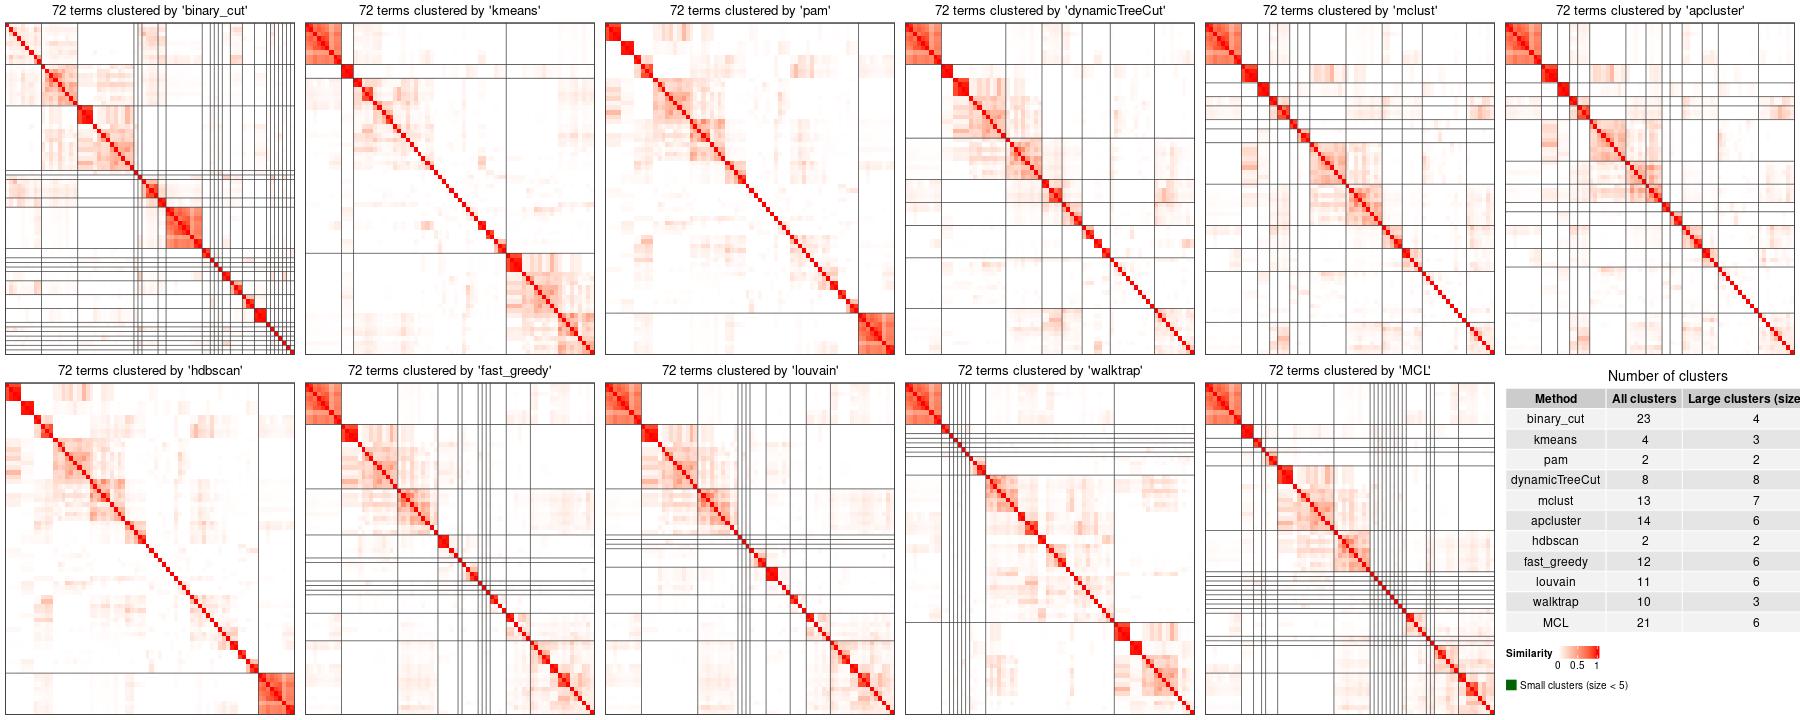 72 terms clustered by 'binary_cut'
72 terms clustered by 'kmeans'
72 terms clustered by 'pam'
72 terms clustered by 'dynamicTreeCut'
72 terms clustered by 'mclust'
72 terms clustered by 'apcluster'
72 terms clustered by 'hdbscan'
72 terms clustered by 'fast_greedy'
72 terms clustered by 'louvain'
72 terms clustered by 'walktrap'
72 terms clustered by 'MCL'
Number of clusters
Method All clusters Large clusters (size
binary_cut 23 4
kmeans 4 3
pam 2 2
dynamicTreeCut 8 8
mclust 13 7
apcluster 14 6
hdbscan 2 2
fast_greedy 12 6
louvain 11 6
walktrap 10 3
MCL 21 6
Similarity
0 0.5 1
Small clusters (size < 5)